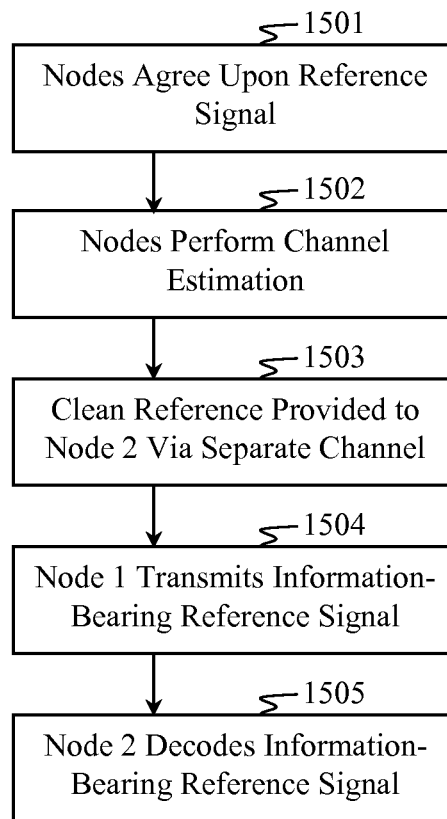 1501
Nodes Agree Upon Reference
Signal
1502
Nodes Perform Channel
Estimation
1503
Clean Reference Provided to
Node 2 Via Separate Channel
1504
Node 1 Transmits Information-
Bearing Reference Signal
1505
Node 2 Decodes Information-
Bearing Reference Signal